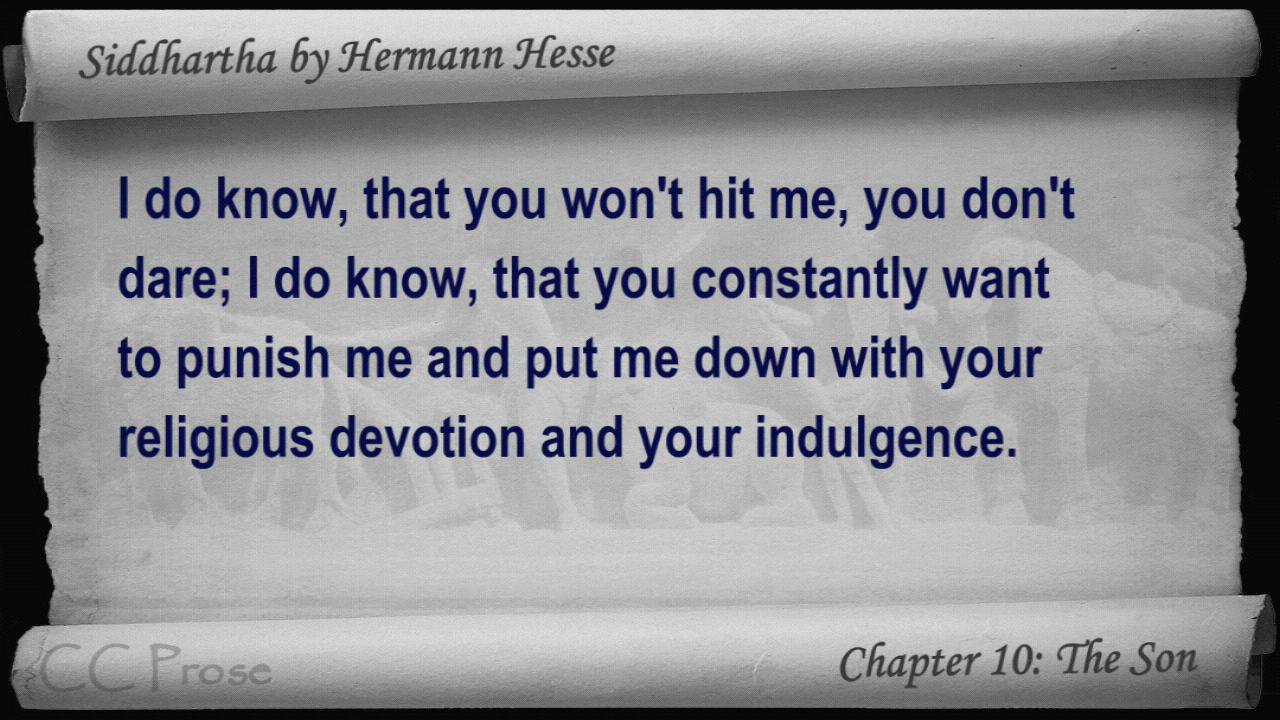 Siddhartha by Hermann Hesse
I do know, that you won't hit me, you don't
dare; I do know, that you constantly want
to punish me and put me down with your
religious devotion and your indulgence.
CC Prose
Chapter 10: The Son